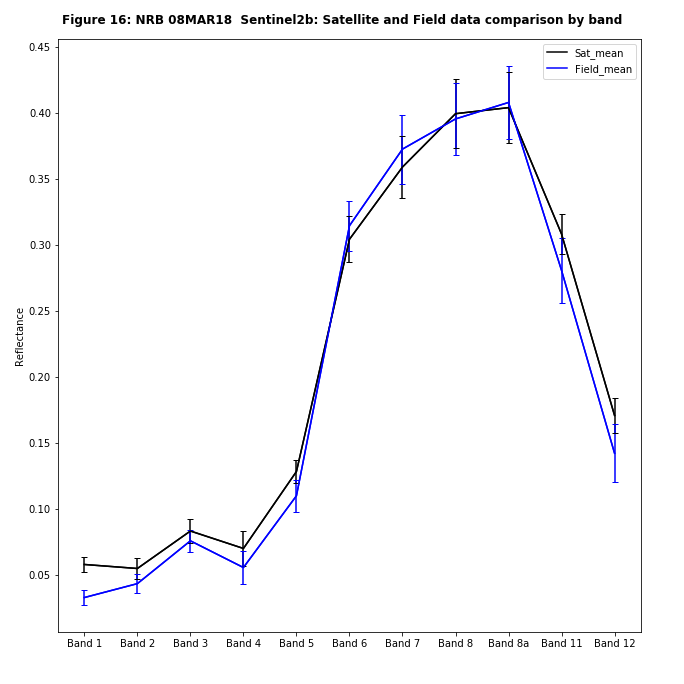 Figure 16: NRB 08MAR18  Sentinel2b: Satellite and Field data comparison by band
Sat_mean
Field_mean
Reflectance
0.45
0.40
0.35
0.30
0.25
0.20
0.15
0.10
0.05
Band 1 Band 2 Band 3 Band 4 Band 5 Band 6 Band 7 Band 8 Band 8a Band 11 Band 12